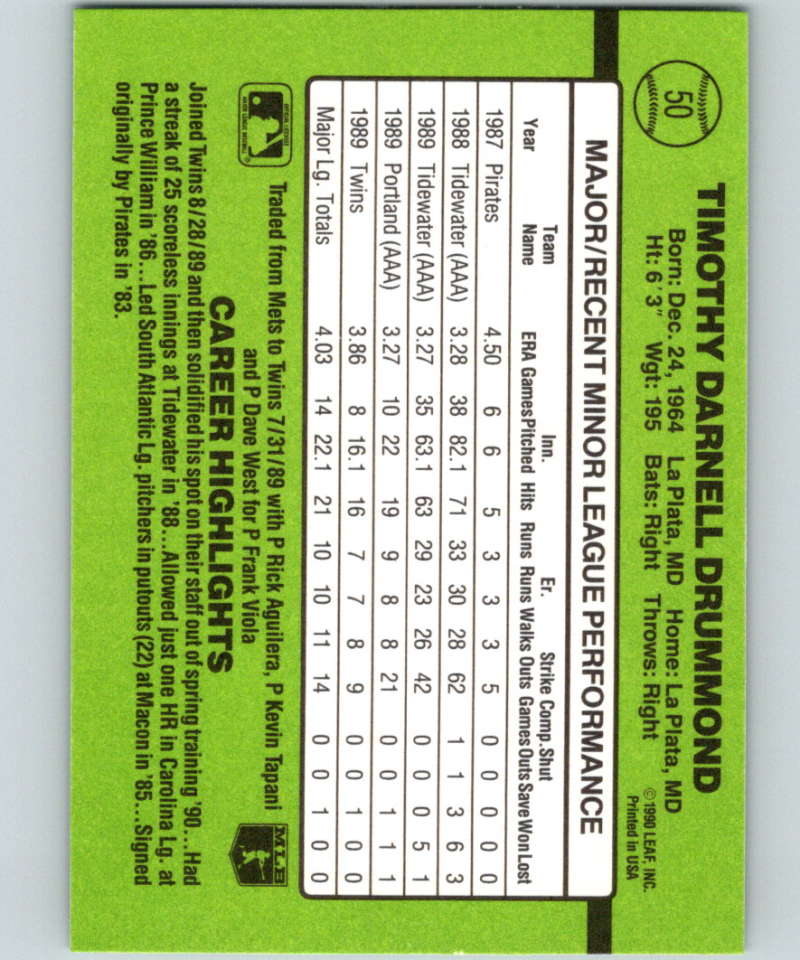 50
TIMOTHY DARNELL DRUMMOND
Born: Dec. 24, 1964 La Plata, MD Home: La Plata, MD
Ht: 6' 3" Wgt: 195 Bats: Right Throws: Right
©1990 LEAF, INC.
Printed in USA
MAJOR/RECENT MINOR LEAGUE PERFORMANCE
Team Inn. Er. Strike Comp. Shut
Year Name ERA Games Pitched Hits Runs Runs Walks Outs Games Outs Save Won Lost
1987 Pirates 4.50 6 6 5 3 3 3 5 0 0 0 0 0
1988 Tidewater (AAA) 3.28 38 82.1 71 33 30 28 62 1 1 3 6 3
1989 Tidewater (AAA) 3.27 35 63.1 63 29 23 26 42 0 0 0 5 1
1989 Portland (AAA) 3.27 10 22 19 9 8 8 21 0 0 1 1 1
1989 Twins 3.86 8 16.1 16 7 7 8 9 0 0 1 0 0
Major Lg. Totals 4.03 14 22.1 21 10 10 11 14 0 0 1 0 0
OFFICIAL LICENSEE
MAJOR LEAGUE BASEBALL
Traded from Mets to Twins 7/31/89 with P Rick Aguilera, P Kevin Tapani
and P Dave West for P Frank Viola
MLB
CAREER HIGHLIGHTS
Joined Twins 8/28/89 and then solidified his spot on their staff out of spring training '90...Had
a streak of 25 scoreless innings at Tidewater in '88...Allowed just one HR in Carolina Lg. at
Prince William in '86...Led South Atlantic Lg. pitchers in putouts (22) at Macon in '85...Signed
originally by Pirates in '83.